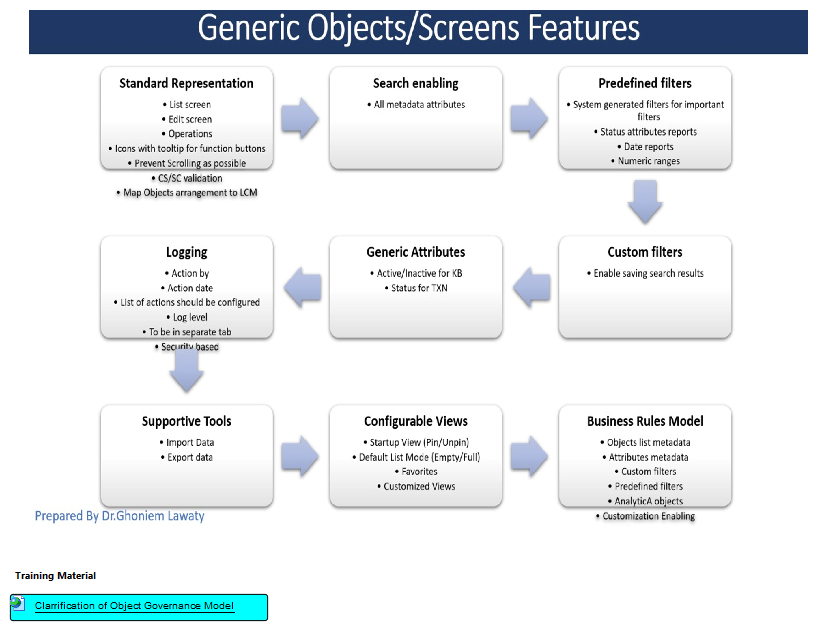 Generic Objects/Screens Features
Standard Representation
• List screen
• Edit screen
• Operations
• Icons with tooltip for function buttons
• Prevent Scrolling as possible
• CS/SC validation
• Map Objects arrangement to LCM
Search enabling
• All metadata attributes
Predefined filters
• System generated filters for important
filters
• Status attributes reports
• Date reports
• Numeric ranges
Custom filters
• Enable saving search results
Generic Attributes
• Active/Inactive for KB
• Status for TXN
Logging
• Action by
• Action date
• List of actions should be configured
• Log level
• To be in separate tab
• Security based
Supportive Tools
• Import Data
• Export data
Configurable Views
• Startup View (Pin/Unpin)
• Default List Mode (Empty/Full)
• Favorites
• Customized Views
Business Rules Model
• Objects list metadata
• Attributes metadata
• Custom filters
• Predefined filters
• AnalyticA objects
• Customization Enabling
Prepared By Dr.Ghoniem Lawaty
Training Material
Clarrification of Object Governance Model